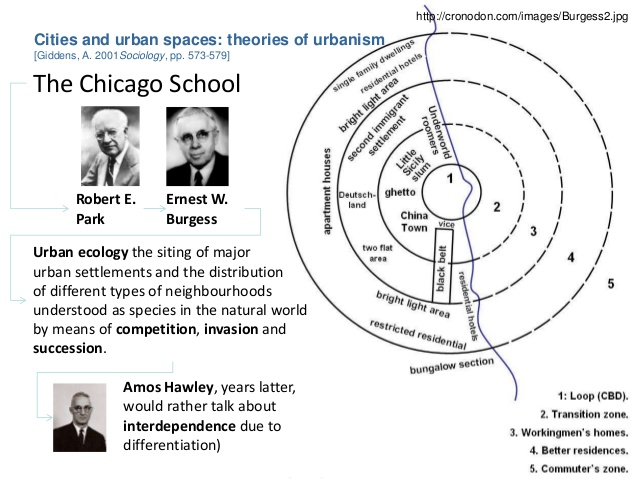 http://cronodon.com/images/Burgess2.jpg
Cities and urban spaces: theories of urbanism
[Giddens, A. 2001Sociology, pp. 573-579]
The Chicago School
Robert E.
Park
Ernest W.
Burgess
Urban ecology the siting of major
urban settlements and the distribution
of different types of neighbourhoods
understood as species in the natural world
by means of competition, invasion and
succession.
Amos Hawley, years latter,
would rather talk about
interdependence due to
differentiation)
single family dwellings
residential hotels
bright light area
second immigrant
settlement
Underworld
roomers
Little
Sicily
slum
apartment houses
Deutsch-
land
ghetto
1
2
3
4
5
China
Town
vice
two flat
area
black belt
residential hotels
bright light area
restricted residential
bungalow section
1: Loop (CBD).
2. Transition zone.
3. Workingmen's homes.
4. Better residences.
5. Commuter's zone.